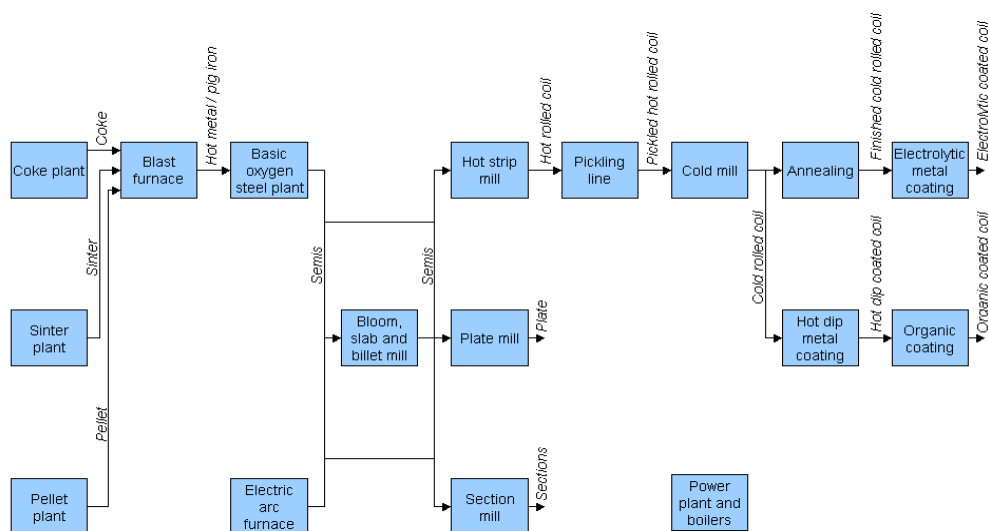 Coke
Hot metal / pig iron
Hot rolled coil
Pickled hot rolled coil
Finished cold rolled coil
Electrolytic coated coil
Coke plant
Blast
furnace
Basic
oxygen
steel plant
Hot strip
mill
Pickling
line
Cold mill
Annealing
Electrolytic
metal
coating
Sinter
Semis
Semis
Cold rolled coil
Hot dip coated coil
Organic coated coil
Sinter
plant
Bloom,
slab and
billet mill
Plate mill
Plate
Hot dip
metal
coating
Organic
coating
Pellet
Pellet
plant
Electric
arc
furnace
Section
mill
Sections
Power
plant and
boilers